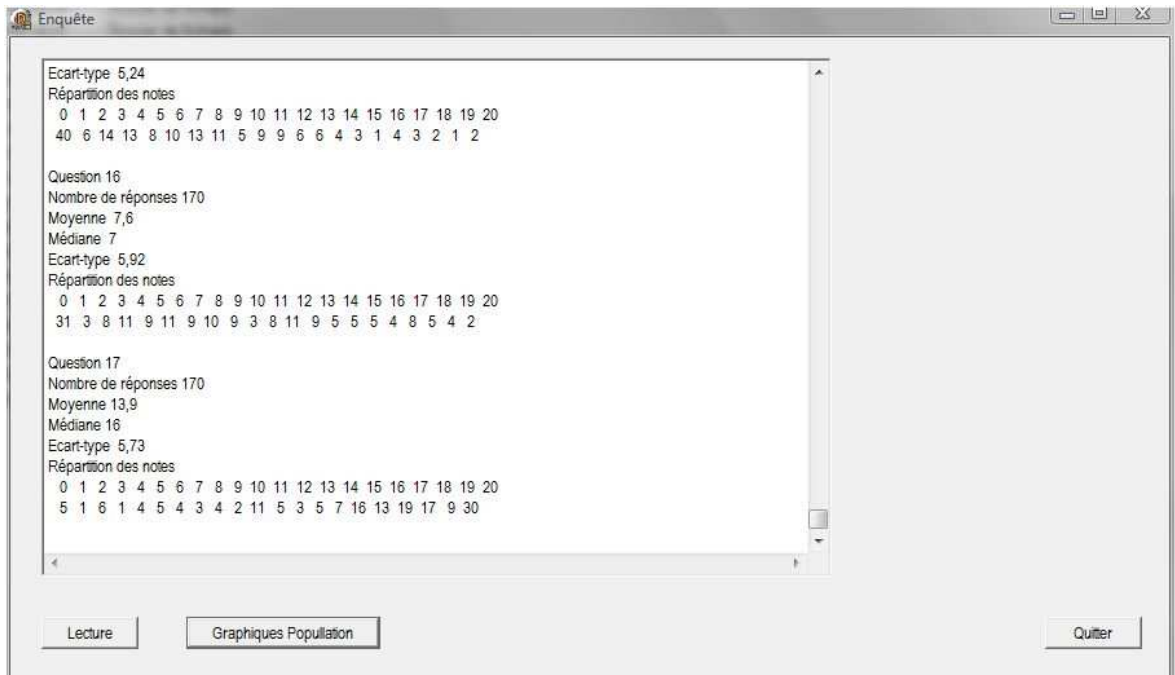 Enquête
Ecart-type 5,24
Répartition des notes
0 1 2 3 4 5 6 7 8 9 10 11 12 13 14 15 16 17 18 19 20
40 6 14 13 8 10 13 11 5 9 9 6 6 4 3 1 4 3 2 1 2
Question 16
Nombre de réponses 170
Moyenne 7,6
Médiane 7
Ecart-type 5,92
Répartition des notes
0 1 2 3 4 5 6 7 8 9 10 11 12 13 14 15 16 17 18 19 20
31 3 8 11 9 11 9 10 9 3 8 11 9 5 5 5 4 8 5 4 2
Question 17
Nombre de réponses 170
Moyenne 13,9
Médiane 16
Ecart-type 5,73
Répartition des notes
0 1 2 3 4 5 6 7 8 9 10 11 12 13 14 15 16 17 18 19 20
5 1 6 1 4 5 4 3 4 2 11 5 3 5 7 16 13 19 17 9 30
Lecture
Graphiques Popullation
Quitter